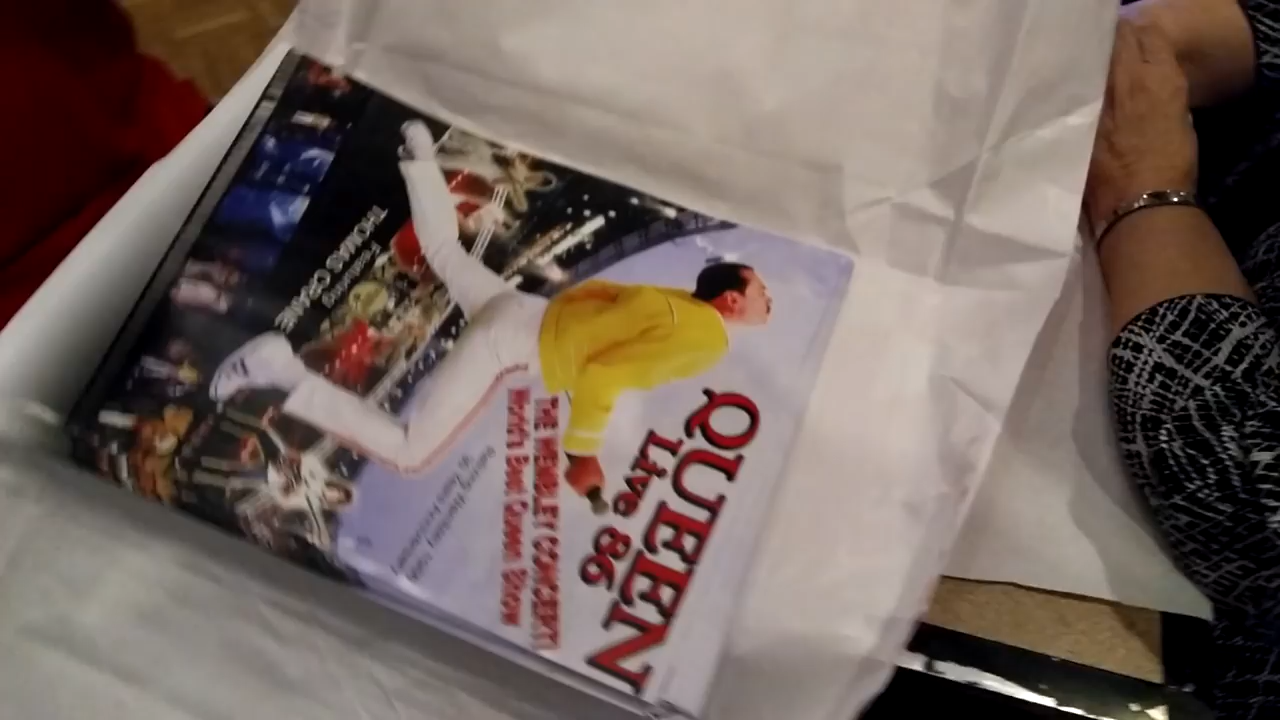 QUEEN
Live 86
THE WEMBLEY CONCERT!
World's Best Queen Show
Featuring
THOMAS CRANE